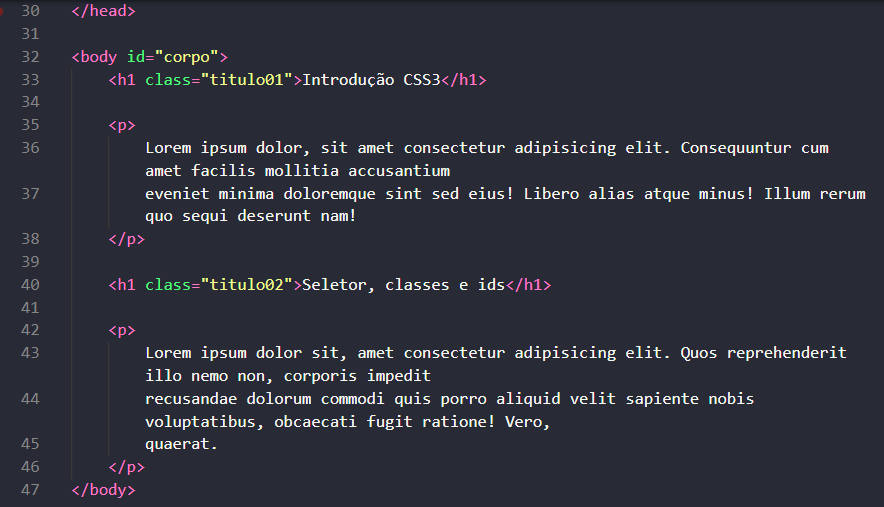 30 </head>
31
32 <body id="corpo">
33 <h1 class="titulo01">Introdução CSS3</h1>
34
35 <p>
36 Lorem ipsum dolor, sit amet consectetur adipisicing elit. Consequuntur cum
amet facilis mollitia accusantium
37 eveniet minima doloremque sint sed eius! Libero alias atque minus! Illum rerum
quo sequi deserunt nam!
38 </p>
39
40 <h1 class="titulo02">Seletor, classes e ids</h1>
41
42 <p>
43 Lorem ipsum dolor sit, amet consectetur adipisicing elit. Quos reprehenderit
illo nemo non, corporis impedit
44 recusandae dolorum commodi quis porro aliquid velit sapiente nobis
voluptatibus, obcaecati fugit ratione! Vero,
45 quaerat.
46 </p>
47 </body>